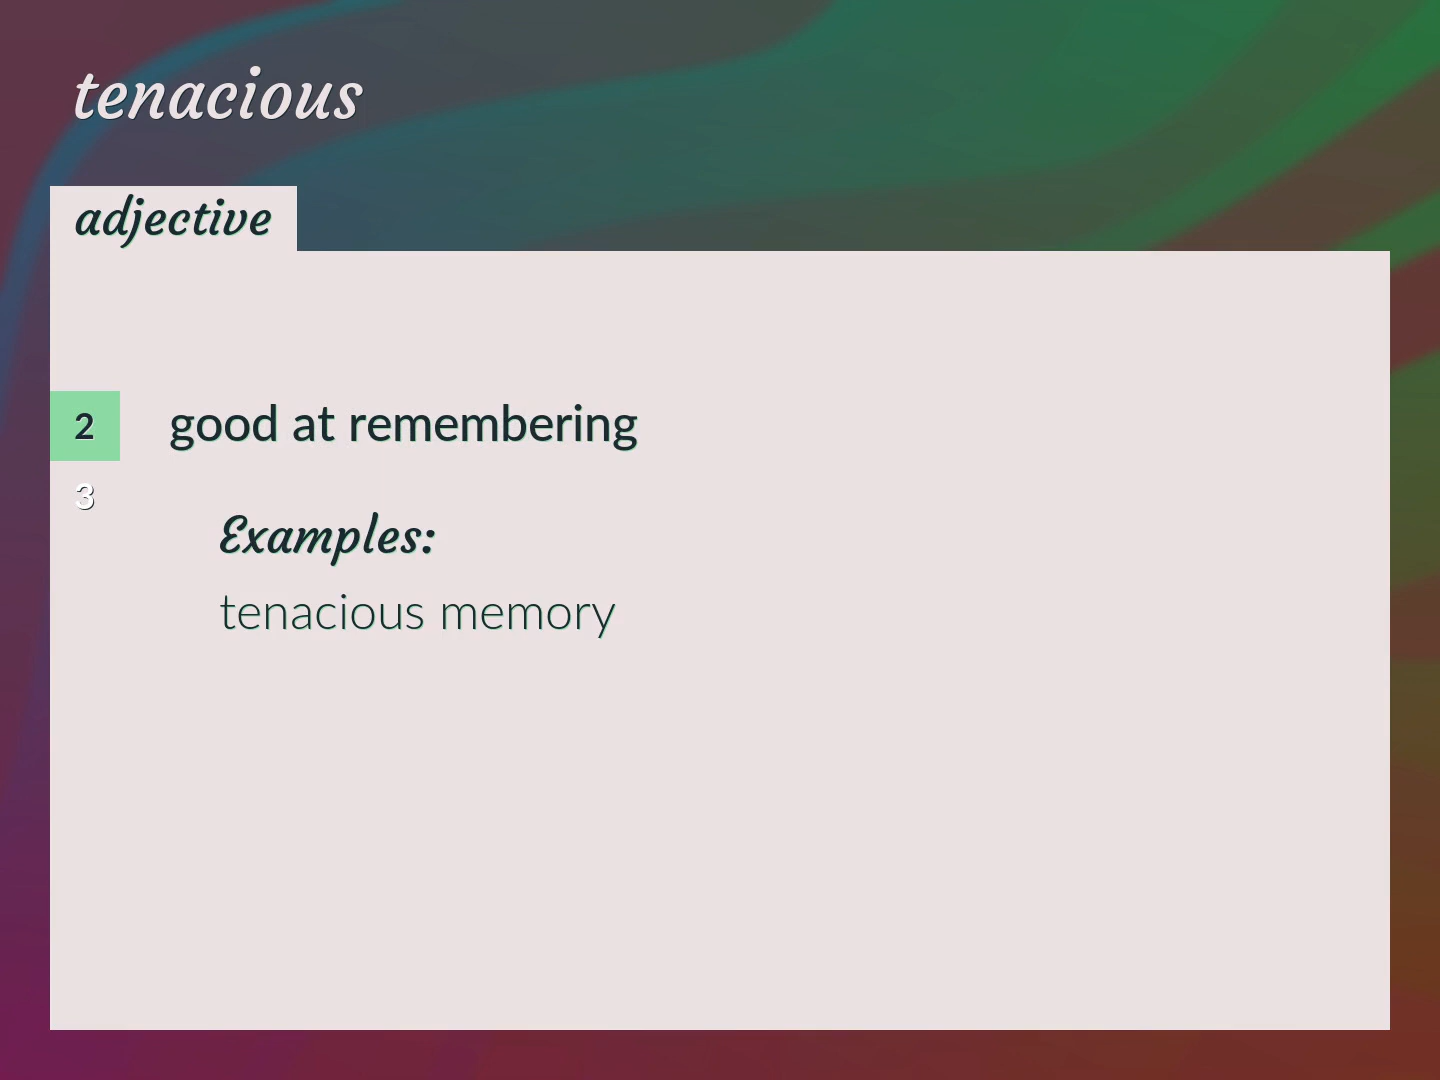 tenacious
adjective
2 good at remembering
3
Examples:
tenacious memory